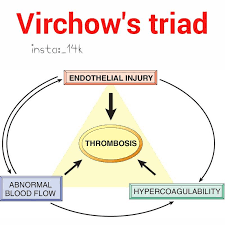 Virchow's triad
insta:_14k
ENDOTHELIAL INJURY
THROMBOSIS
ABNORMAL
BLOOD FLOW
HYPERCOAGULABILITY